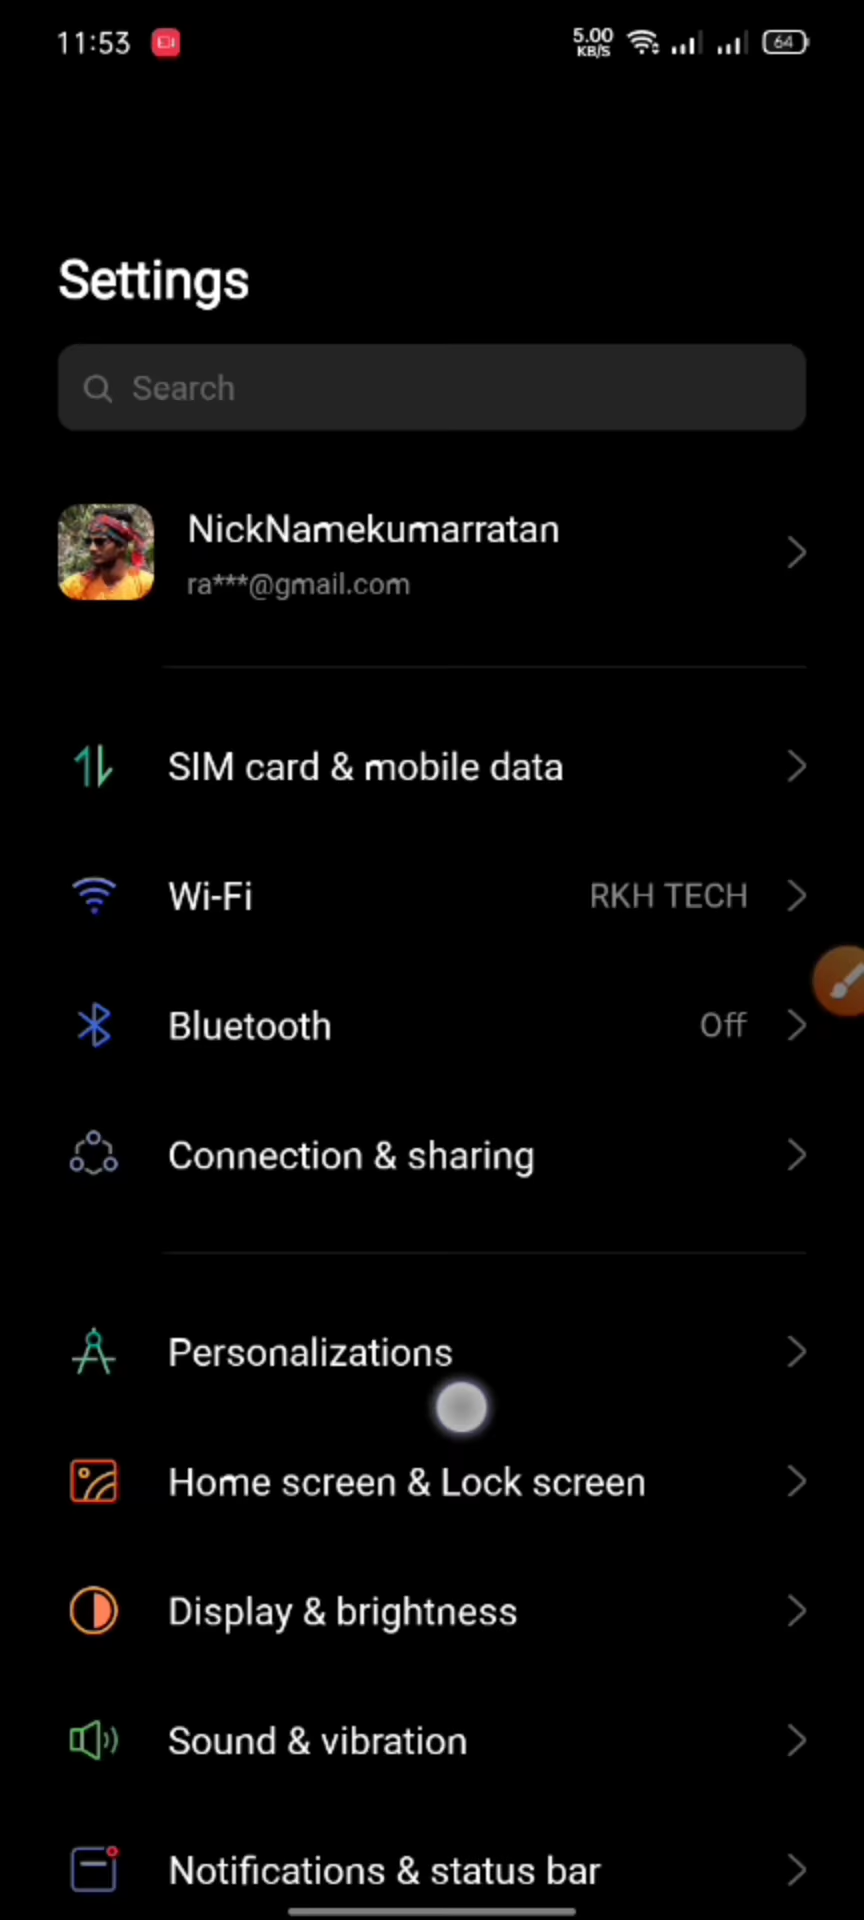 11:53
5.00
KB/S
64
Settings
Search
NickNamekumarratan
ra***@gmail.com
SIM card & mobile data
Wi-Fi RKH TECH
Bluetooth Off
Connection & sharing
Personalizations
Home screen & Lock screen
Display & brightness
Sound & vibration
Notifications & status bar